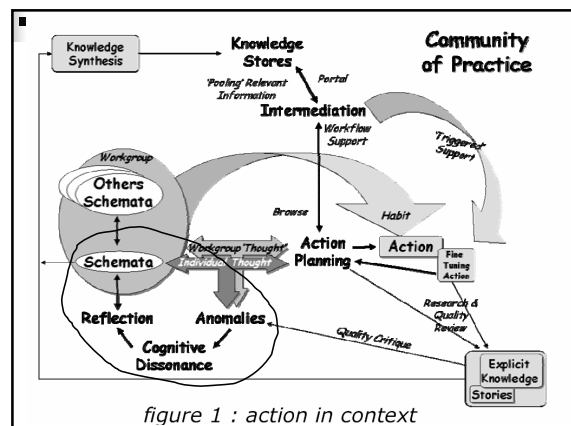 Knowledge
Synthesis
Knowledge
Stores
Community
of Practice
'Pooling' Relevant
Information
Portal
Intermediation
Workflow
Support
'Triggered'
Support
Workgroup
Others
Schemata
Browse
Habit
Schemata
Workgroup 'Thought'
Individual Thought
Action
Planning
Action
Fine
Tuning
Action
Reflection
Anomalies
Cognitive
Dissonance
Research &
Quality
Review
Quality Critique
Explicit
Knowledge
Stories
figure 1 : action in context